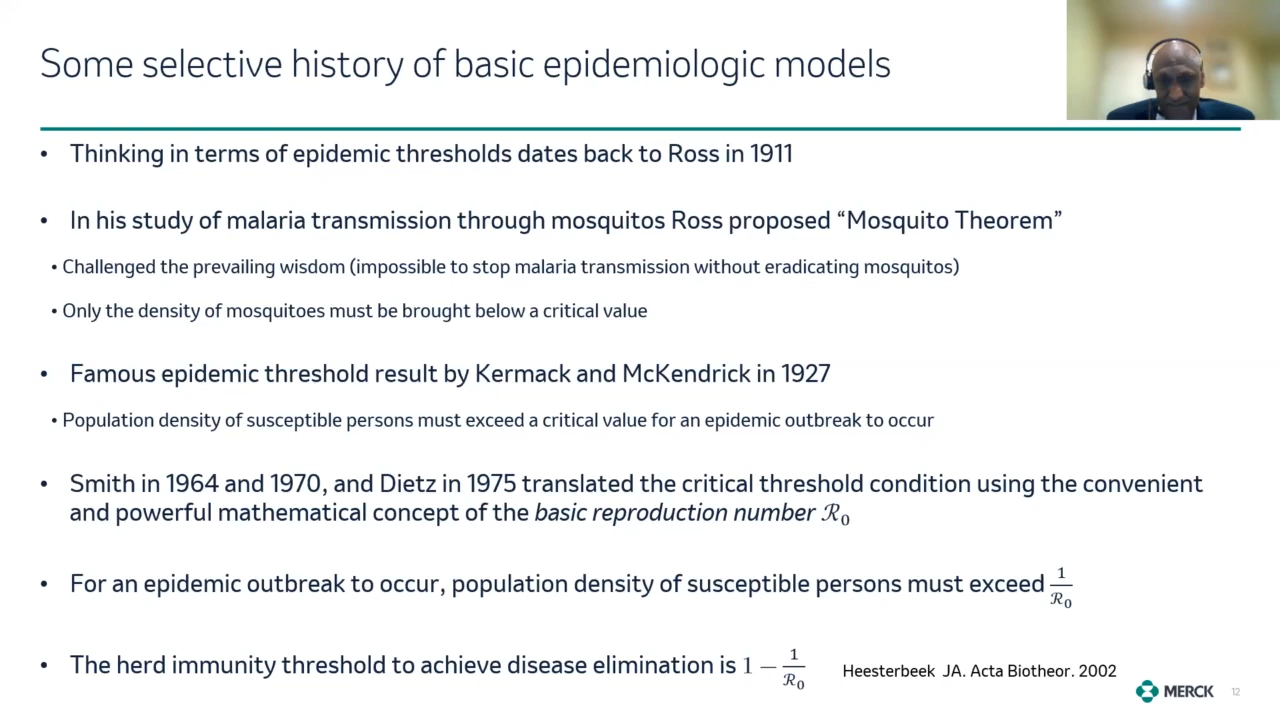 Some selective history of basic epidemiologic models
• Thinking in terms of epidemic thresholds dates back to Ross in 1911
• In his study of malaria transmission through mosquitos Ross proposed “Mosquito Theorem”
• Challenged the prevailing wisdom (impossible to stop malaria transmission without eradicating mosquitos)
• Only the density of mosquitoes must be brought below a critical value
• Famous epidemic threshold result by Kermack and McKendrick in 1927
• Population density of susceptible persons must exceed a critical value for an epidemic outbreak to occur
• Smith in 1964 and 1970, and Dietz in 1975 translated the critical threshold condition using the convenient
and powerful mathematical concept of the basic reproduction number ℛ₀
• For an epidemic outbreak to occur, population density of susceptible persons must exceed 1/ℛ₀
• The herd immunity threshold to achieve disease elimination is 1 − 1/ℛ₀
Heesterbeek JA. Acta Biotheor. 2002
MERCK
12